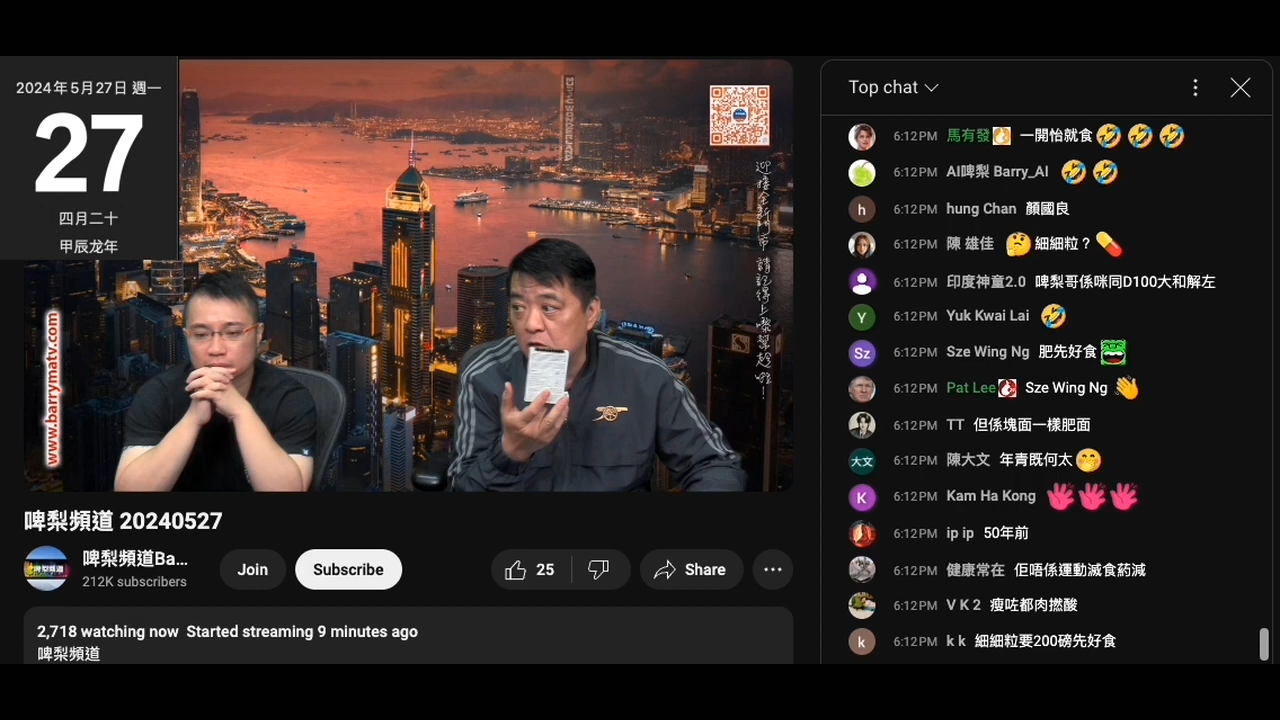 2024年5月27日 週一
27
四月二十
甲辰龙年
www.barrymatv.com
啤梨頻道 20240527
啤梨頻道Ba...
212K subscribers
Join
Subscribe
25
Share
2,718 watching now Started streaming 9 minutes ago
啤梨頻道
Top chat
6:12PM 馬有發 一開怡就食🤣🤣🤣
6:12PM AI啤梨 Barry_AI 🤣🤣
6:12PM hung Chan 顏國良
6:12PM 陳 雄佳 🤔細細粒？💊
6:12PM 印度神童2.0 啤梨哥係咪同D100大和解左
6:12PM Yuk Kwai Lai 🤣
6:12PM Sze Wing Ng 肥先好食
6:12PM Pat Lee Sze Wing Ng 👋
6:12PM TT 但係塊面一樣肥面
6:12PM 陳大文 年青既何太🤭
6:12PM Kam Ha Kong
6:12PM ip ip 50年前
6:12PM 健康常在 佢唔係運動滅食药減
6:12PM V K 2 瘦咗都肉撚酸
6:12PM k k 細細粒要200磅先好食
h
Y
Sz
大文
K
k